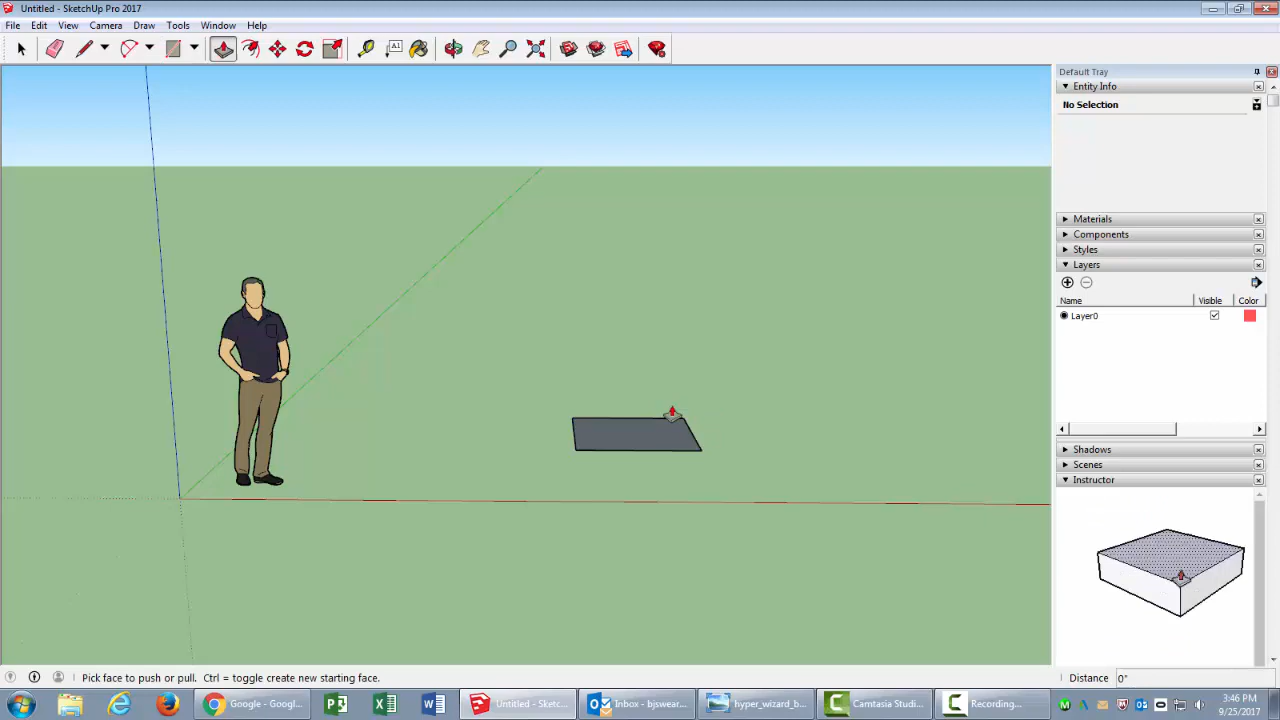 Untitled - SketchUp Pro 2017
File Edit View Camera Draw Tools Window Help
A1
Default Tray
Entity Info
No Selection
Materials
Components
Styles
Layers
Name Visible Color
Layer0
Shadows
Scenes
Instructor
Pick face to push or pull. Ctrl = toggle create new starting face.
Distance 0"
Google - Googl...
Untitled - Sketc...
Inbox - bjswear...
hyper_wizard_b...
Camtasia Studi...
Recording...
3:46 PM
9/25/2017